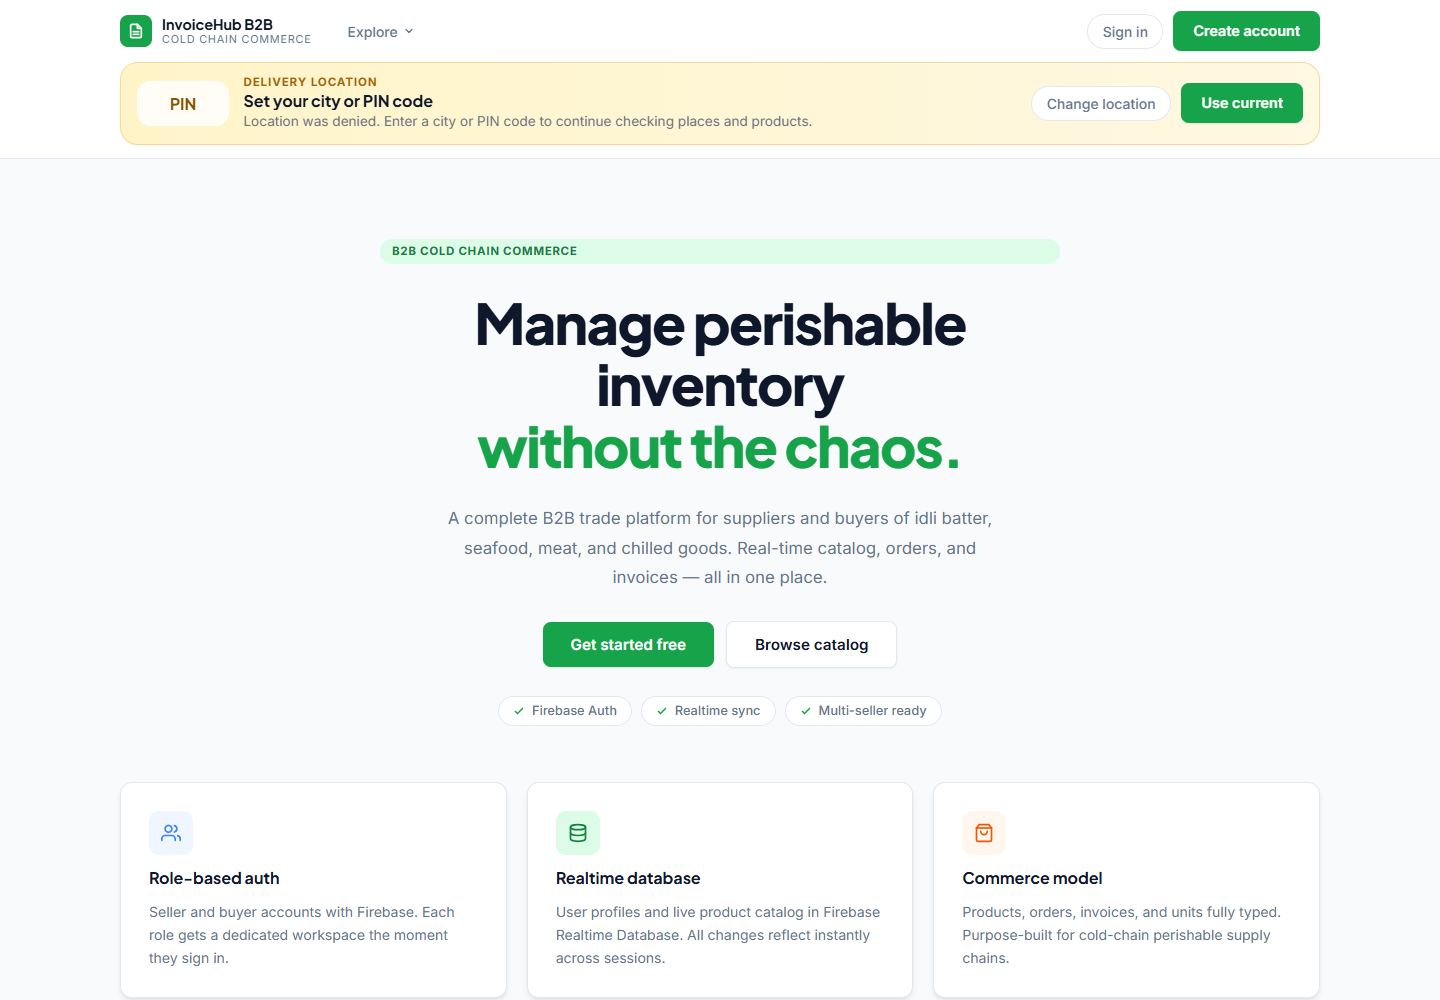 InvoiceHub B2B
COLD CHAIN COMMERCE
Explore
Sign in
Create account
PIN
DELIVERY LOCATION
Set your city or PIN code
Location was denied. Enter a city or PIN code to continue checking places and products.
Change location
Use current
B2B COLD CHAIN COMMERCE
Manage perishable
inventory
without the chaos.
A complete B2B trade platform for suppliers and buyers of idli batter,
seafood, meat, and chilled goods. Real-time catalog, orders, and
invoices — all in one place.
Get started free
Browse catalog
Firebase Auth
Realtime sync
Multi-seller ready
Role-based auth
Seller and buyer accounts with Firebase. Each
role gets a dedicated workspace the moment
they sign in.
Realtime database
User profiles and live product catalog in Firebase
Realtime Database. All changes reflect instantly
across sessions.
Commerce model
Products, orders, invoices, and units fully typed.
Purpose-built for cold-chain perishable supply
chains.